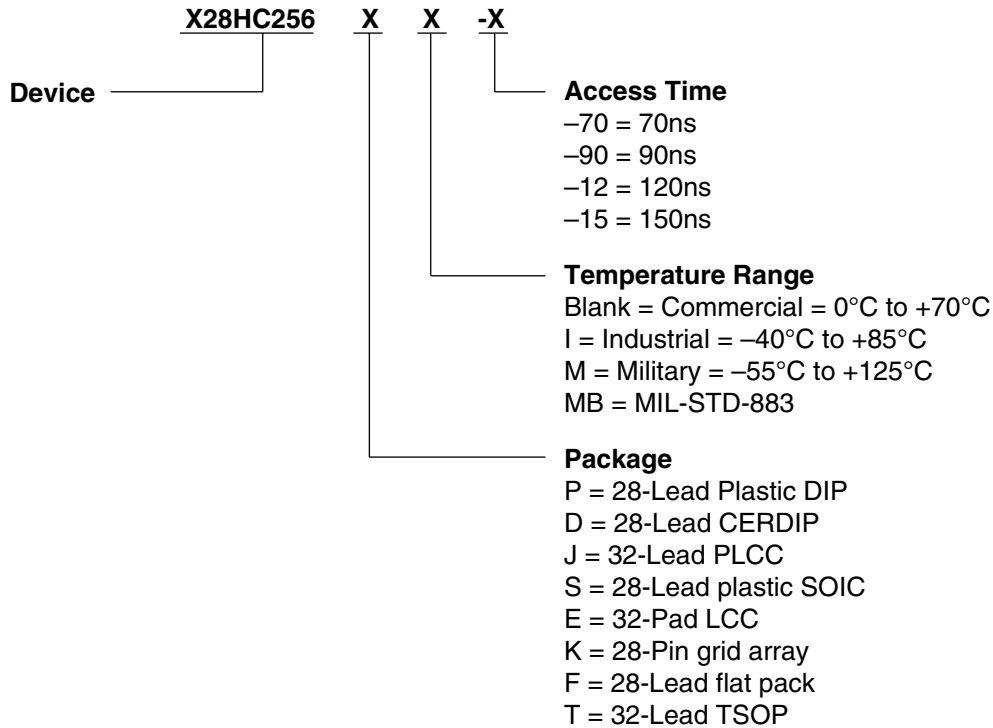 X28HC256 X X -X
Device
Access Time
–70 = 70ns
–90 = 90ns
–12 = 120ns
–15 = 150ns
Temperature Range
Blank = Commercial = 0°C to +70°C
I = Industrial = –40°C to +85°C
M = Military = –55°C to +125°C
MB = MIL-STD-883
Package
P = 28-Lead Plastic DIP
D = 28-Lead CERDIP
J = 32-Lead PLCC
S = 28-Lead plastic SOIC
E = 32-Pad LCC
K = 28-Pin grid array
F = 28-Lead flat pack
T = 32-Lead TSOP